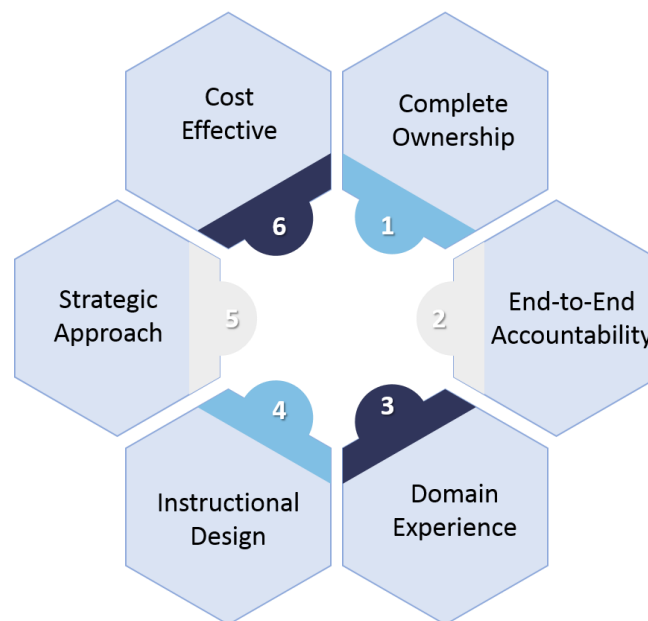 Cost
Effective
6
Complete
Ownership
1
End-to-End
Accountability
2
Domain
Experience
3
Instructional
Design
4
Strategic
Approach
5